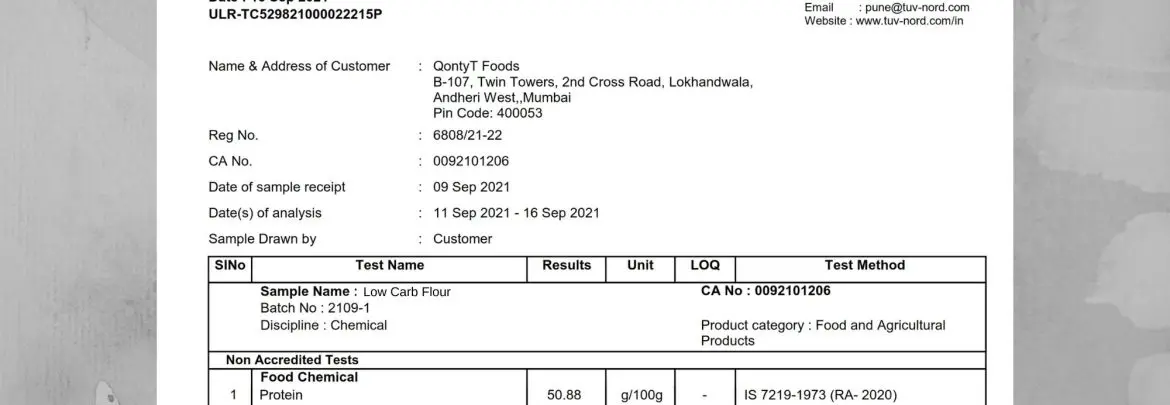 ULR-TC529821000022215P
Email : pune@tuv-nord.com
Website : www.tuv-nord.com/in
Name & Address of Customer : QontyT Foods
B-107, Twin Towers, 2nd Cross Road, Lokhandwala,
Andheri West,,Mumbai
Pin Code: 400053
Reg No. : 6808/21-22
CA No. : 0092101206
Date of sample receipt : 09 Sep 2021
Date(s) of analysis : 11 Sep 2021 - 16 Sep 2021
Sample Drawn by : Customer
SlNo Test Name Results Unit LOQ Test Method
Sample Name : Low Carb Flour CA No : 0092101206
Batch No : 2109-1
Discipline : Chemical Product category : Food and Agricultural
Products
Non Accredited Tests
Food Chemical
1 Protein 50.88 g/100g - IS 7219-1973 (RA- 2020)